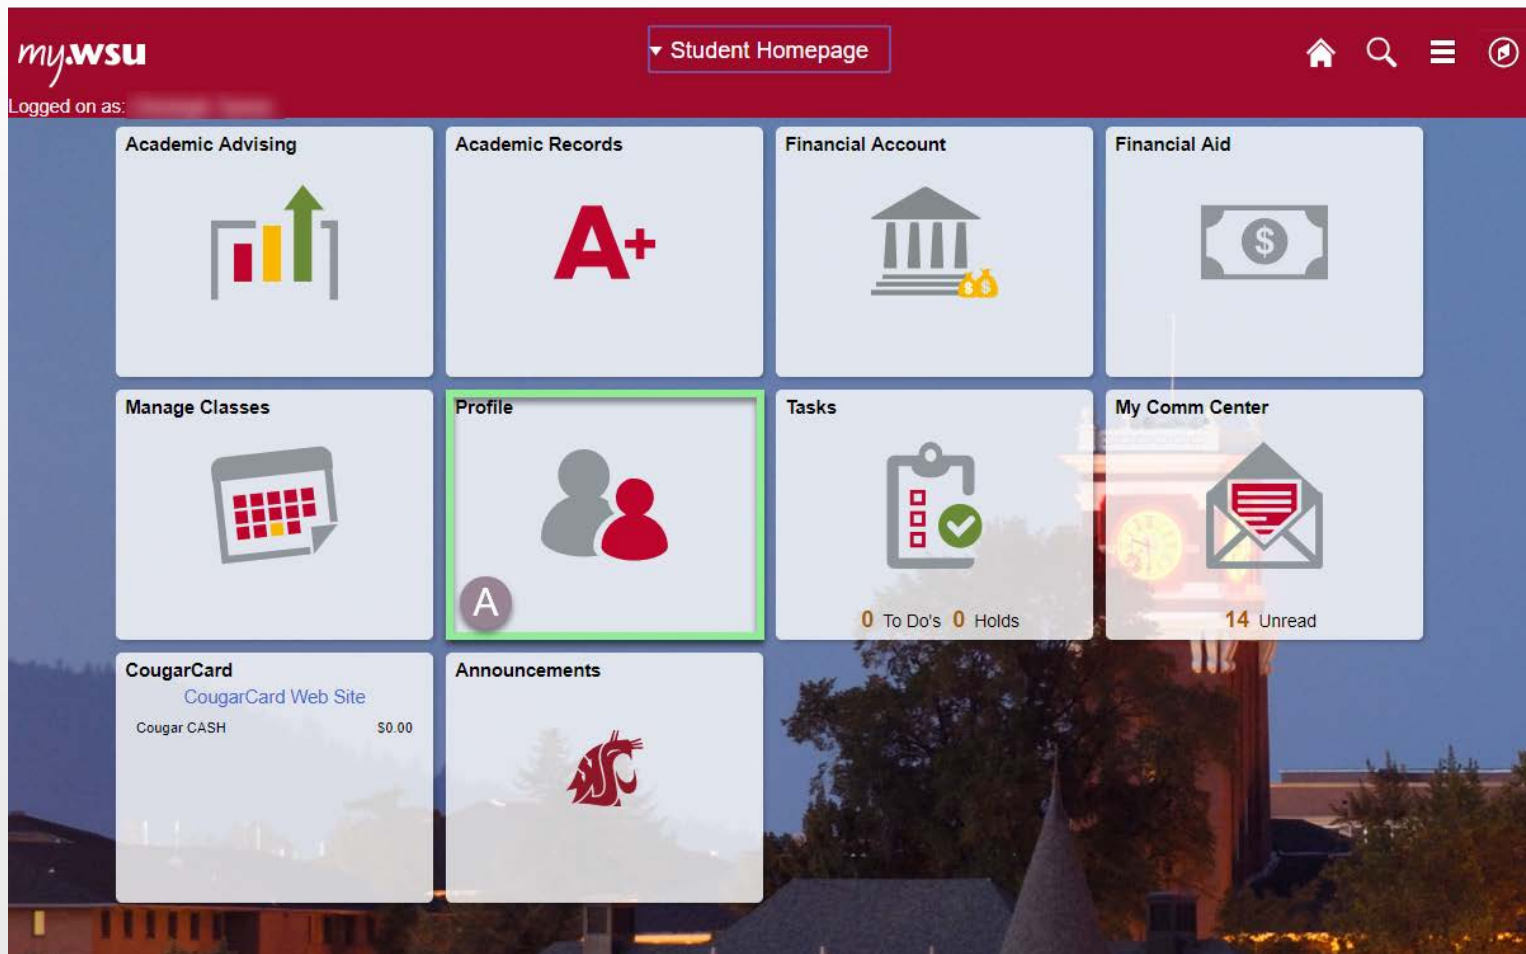 my.wsu
Student Homepage
Logged on as:
Academic Advising
Academic Records
A+
Financial Account
$ $
Financial Aid
$
Manage Classes
Profile
A
Tasks
0 To Do's 0 Holds
My Comm Center
14 Unread
CougarCard
CougarCard Web Site
Cougar CASH $0.00
Announcements
WSC